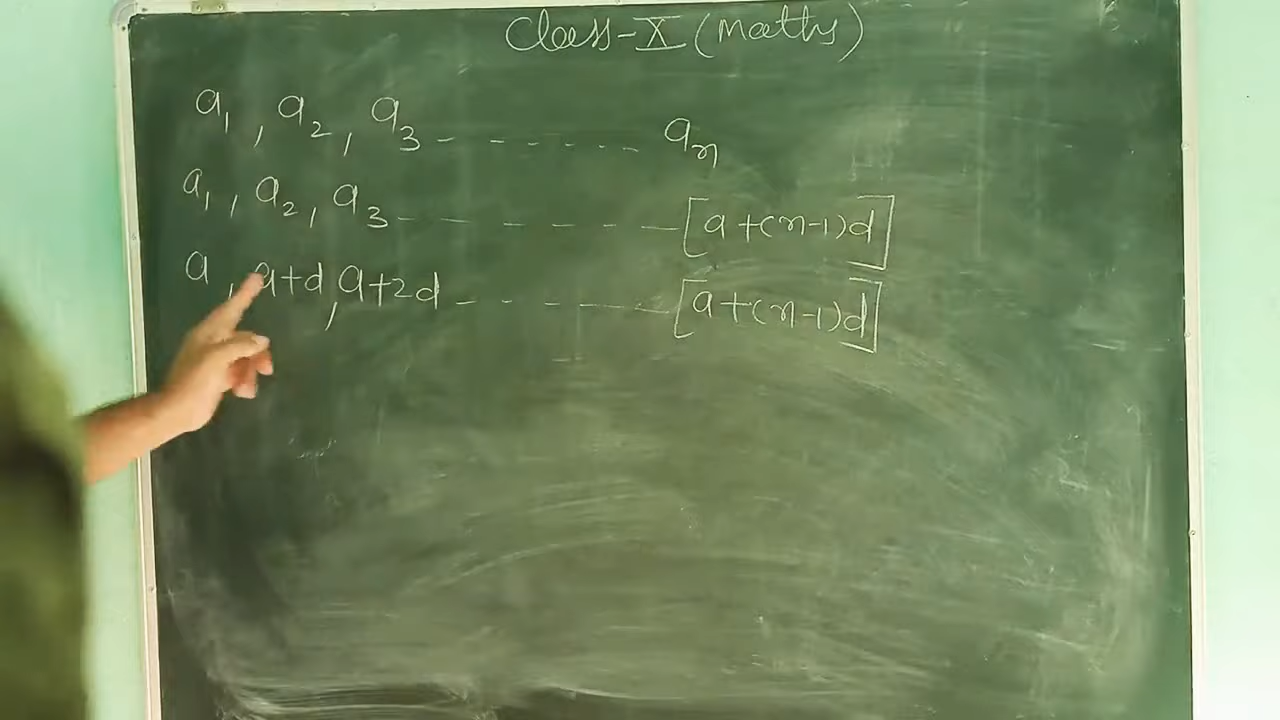 Class-X (Maths)
a₁, a₂, a₃ - - - - - - - aₙ
a₁, a₂, a₃ - - - - - - [a+(n-1)d]
a, a+d, a+2d - - - - - [a+(n-1)d]